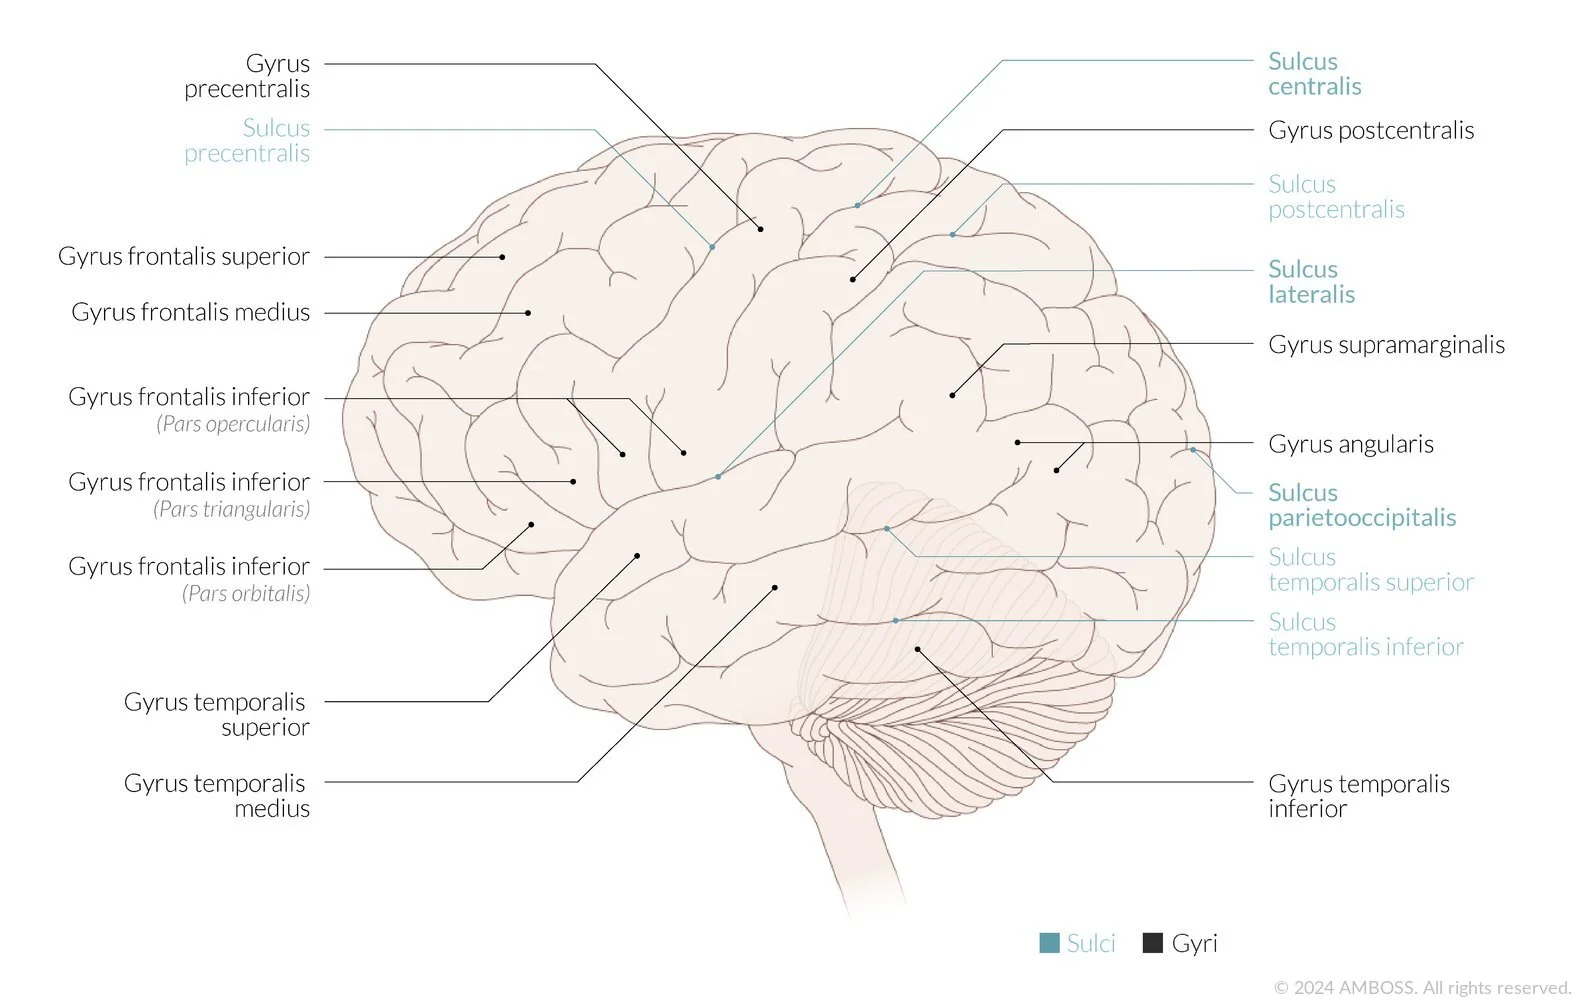 Gyrus
precentralis
Sulcus
precentralis
Gyrus frontalis superior
Gyrus frontalis medius
Gyrus frontalis inferior
(Pars opercularis)
Gyrus frontalis inferior
(Pars triangularis)
Gyrus frontalis inferior
(Pars orbitalis)
Gyrus temporalis
superior
Gyrus temporalis
medius
Sulcus
centralis
Gyrus postcentralis
Sulcus
postcentralis
Sulcus
lateralis
Gyrus supramarginalis
Gyrus angularis
Sulcus
parietooccipitalis
Sulcus
temporalis superior
Sulcus
temporalis inferior
Gyrus temporalis
inferior
Sulci Gyri
© 2024 AMBOSS. All rights reserved.